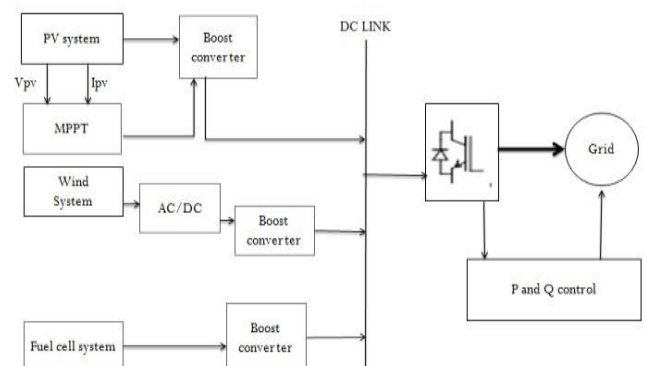 DC LINK
PV system
Boost
converter
Vpv
Ipv
MPPT
Grid
Wind
System
AC/DC
Boost
converter
P and Q control
Boost
converter
Fuel cell system